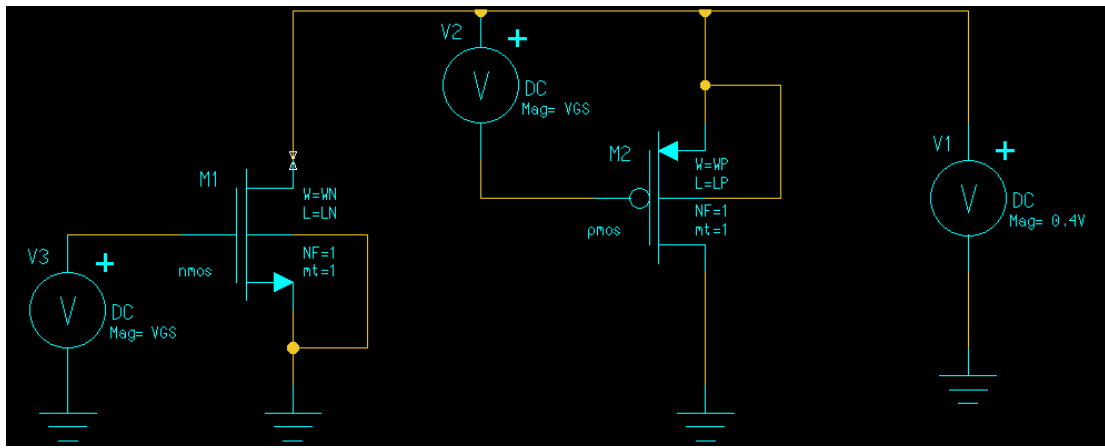 V2
+
V
DC
Mag= VGS
M2
W=WP
L=LP
NF=1
mt=1
pmos
V1
+
V
DC
Mag= 0.4V
M1
W=WN
L=LN
NF=1
mt=1
nmos
V3
+
V
DC
Mag= VGS